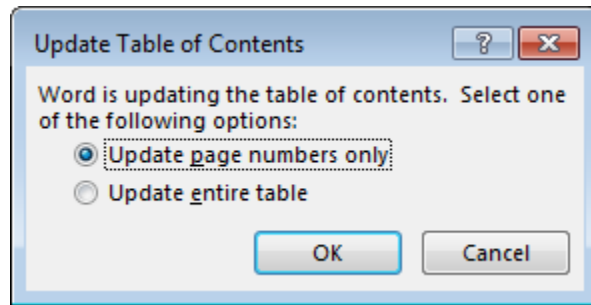 Update Table of Contents
Word is updating the table of contents. Select one
of the following options:
Update page numbers only
Update entire table
OK
Cancel